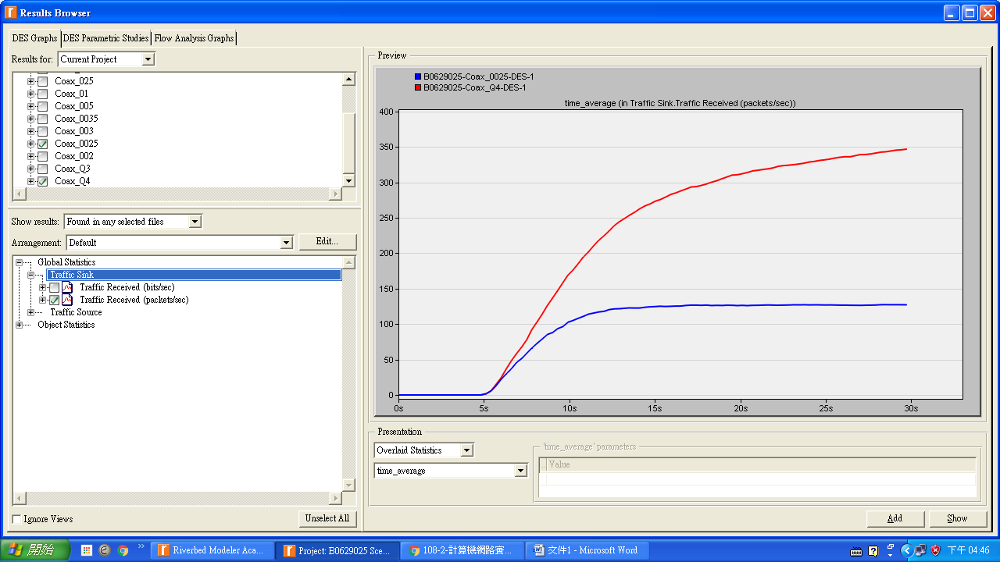 Results Browser
DES Graphs
DES Parametric Studies
Flow Analysis Graphs
Results for:
Current Project
Coax_025
Coax_01
Coax_005
Coax_0035
Coax_003
Coax_0025
Coax_002
Coax_Q3
Coax_Q4
Show results:
Found in any selected files
Arrangement:
Default
Edit...
Global Statistics
Traffic Sink
Traffic Received (bits/sec)
Traffic Received (packets/sec)
Traffic Source
Object Statistics
Ignore Views
Unselect All
Preview
B0629025-Coax_0025-DES-1
B0629025-Coax_Q4-DES-1
time_average (in Traffic Sink.Traffic Received (packets/sec))
400
350
300
250
200
150
100
50
0
0s
5s
10s
15s
20s
25s
30s
Presentation
Overlaid Statistics
time_average
'time_average' parameters
...
Value
Add
Show
開始
Riverbed Modeler Aca...
Project: B0629025 Sce...
108-2-計算機網路實...
文件1 - Microsoft Word
下午 04:46